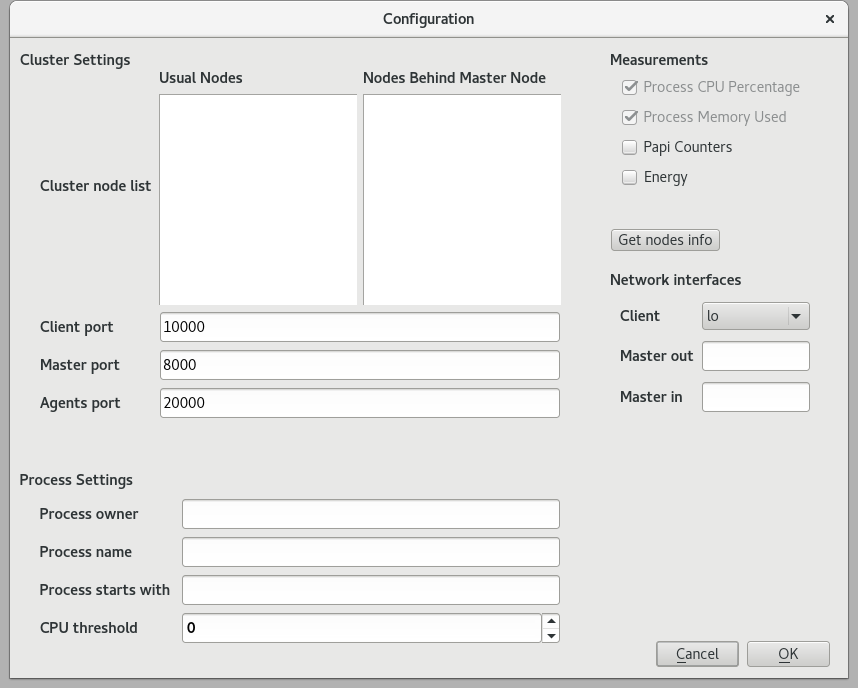 Configuration
Cluster Settings
Usual Nodes
Nodes Behind Master Node
Cluster node list
Client port
10000
Master port
8000
Agents port
20000
Measurements
Process CPU Percentage
Process Memory Used
Papi Counters
Energy
Get nodes info
Network interfaces
Client
lo
Master out
Master in
Process Settings
Process owner
Process name
Process starts with
CPU threshold
0
Cancel
OK